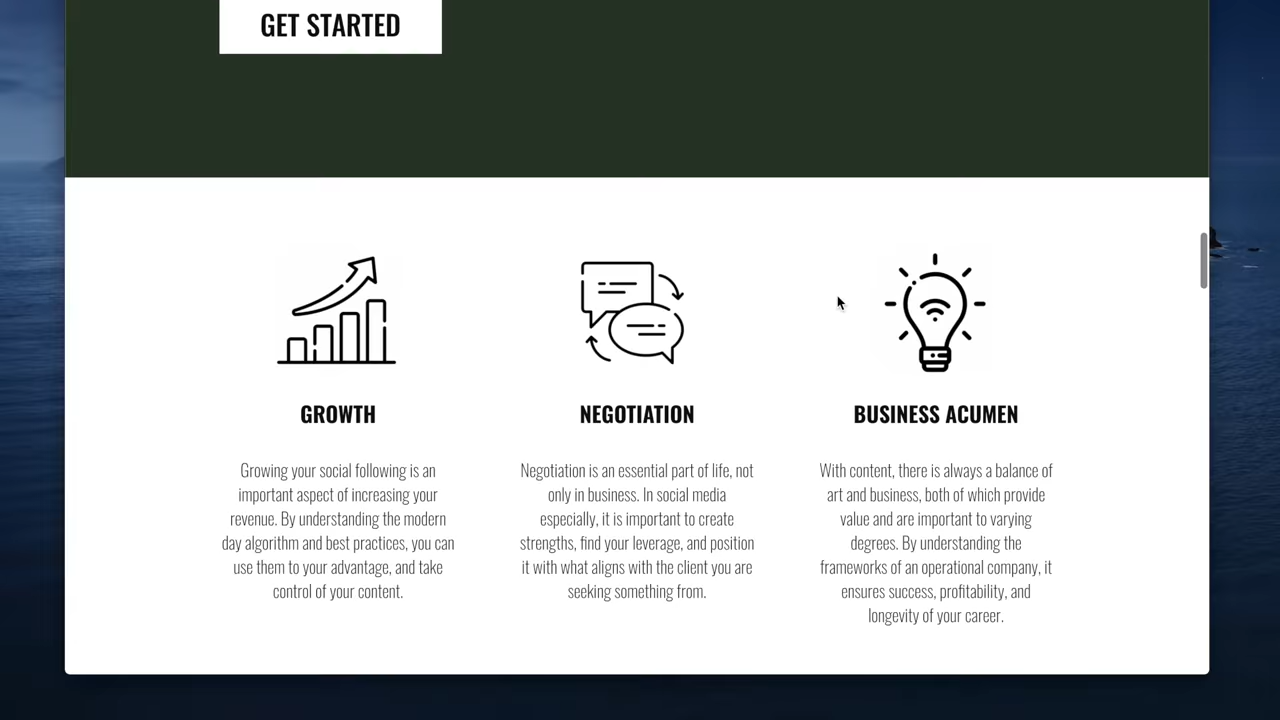 GET STARTED
GROWTH
Growing your social following is an
important aspect of increasing your
revenue. By understanding the modern
day algorithm and best practices, you can
use them to your advantage, and take
control of your content.
NEGOTIATION
Negotiation is an essential part of life, not
only in business. In social media
especially, it is important to create
strengths, find your leverage, and position
it with what aligns with the client you are
seeking something from.
BUSINESS ACUMEN
With content, there is always a balance of
art and business, both of which provide
value and are important to varying
degrees. By understanding the
frameworks of an operational company, it
ensures success, profitability, and
longevity of your career.